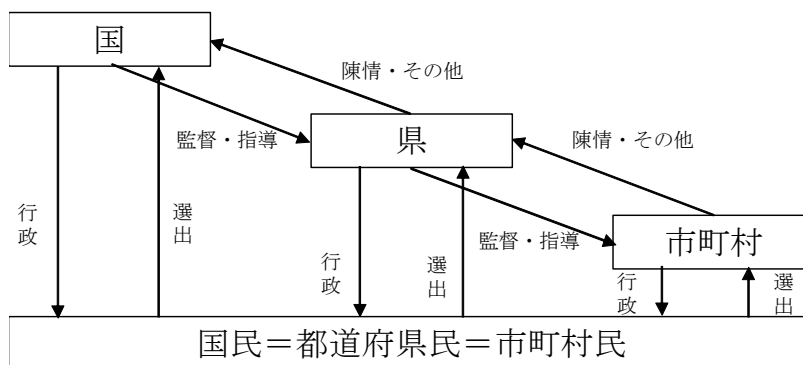 国
陳情・その他
監督・指導
県
陳情・その他
行政
選出
監督・指導
市町村
行政
選出
行政
選出
国民＝都道府県民＝市町村民